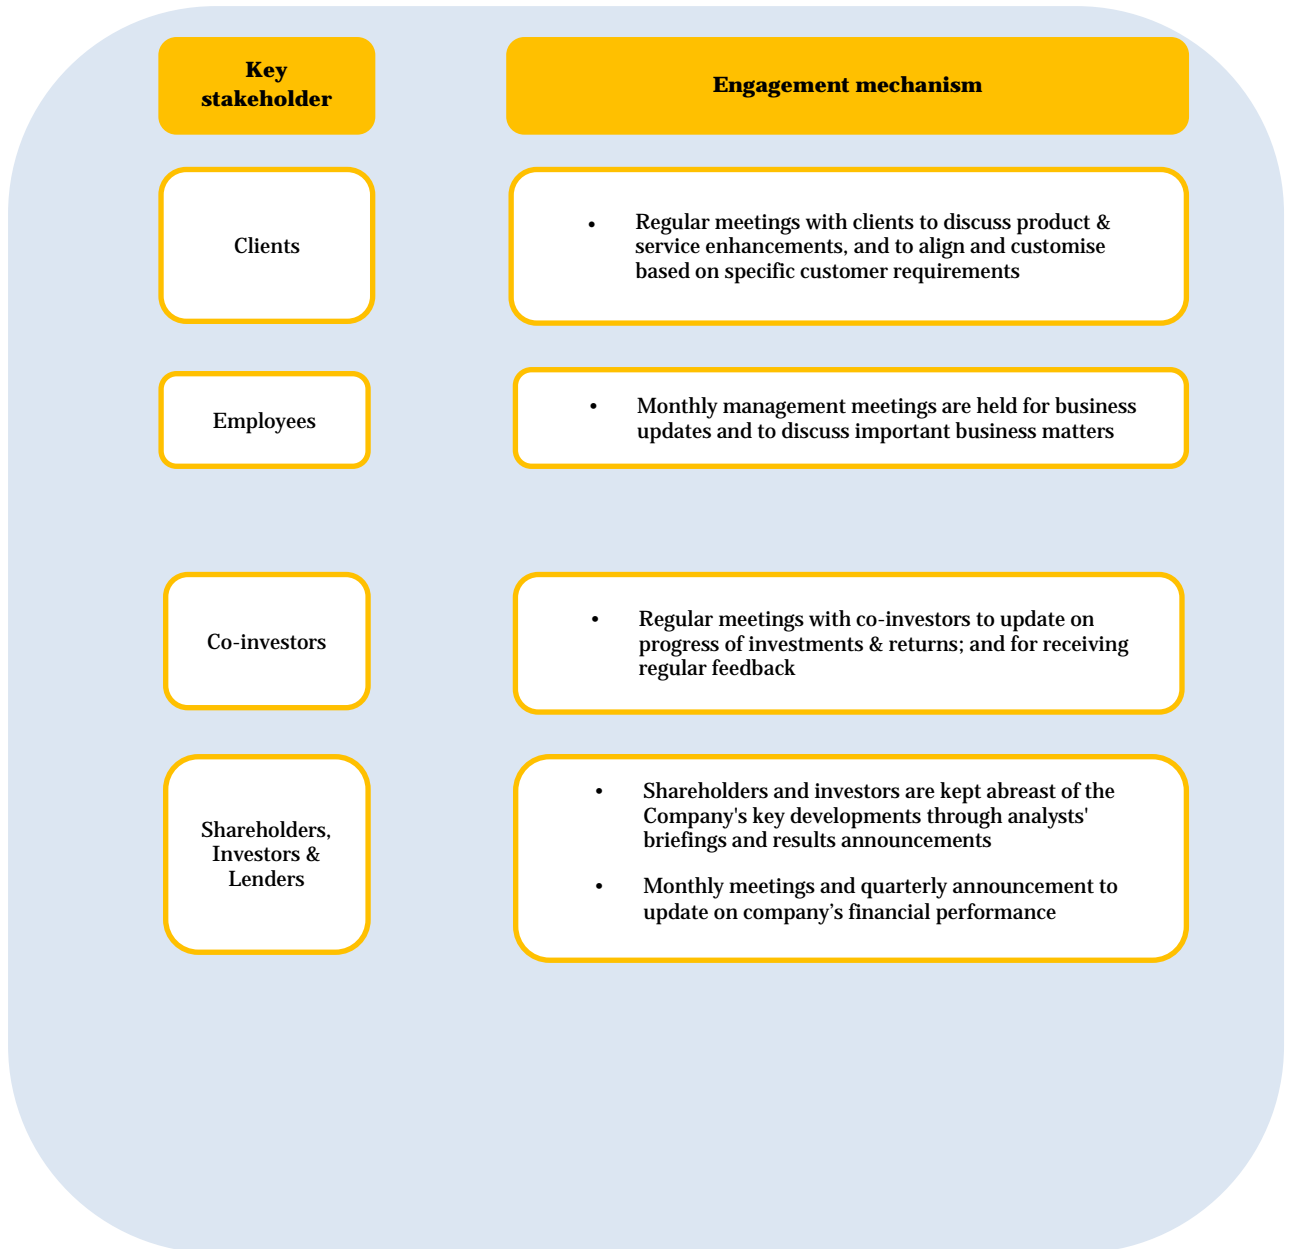 Key
stakeholder
Engagement mechanism
Clients
• Regular meetings with clients to discuss product &
service enhancements, and to align and customise
based on specific customer requirements
Employees
• Monthly management meetings are held for business
updates and to discuss important business matters
Co-investors
• Regular meetings with co-investors to update on
progress of investments & returns; and for receiving
regular feedback
Shareholders,
Investors &
Lenders
• Shareholders and investors are kept abreast of the
Company's key developments through analysts'
briefings and results announcements
• Monthly meetings and quarterly announcement to
update on company’s financial performance